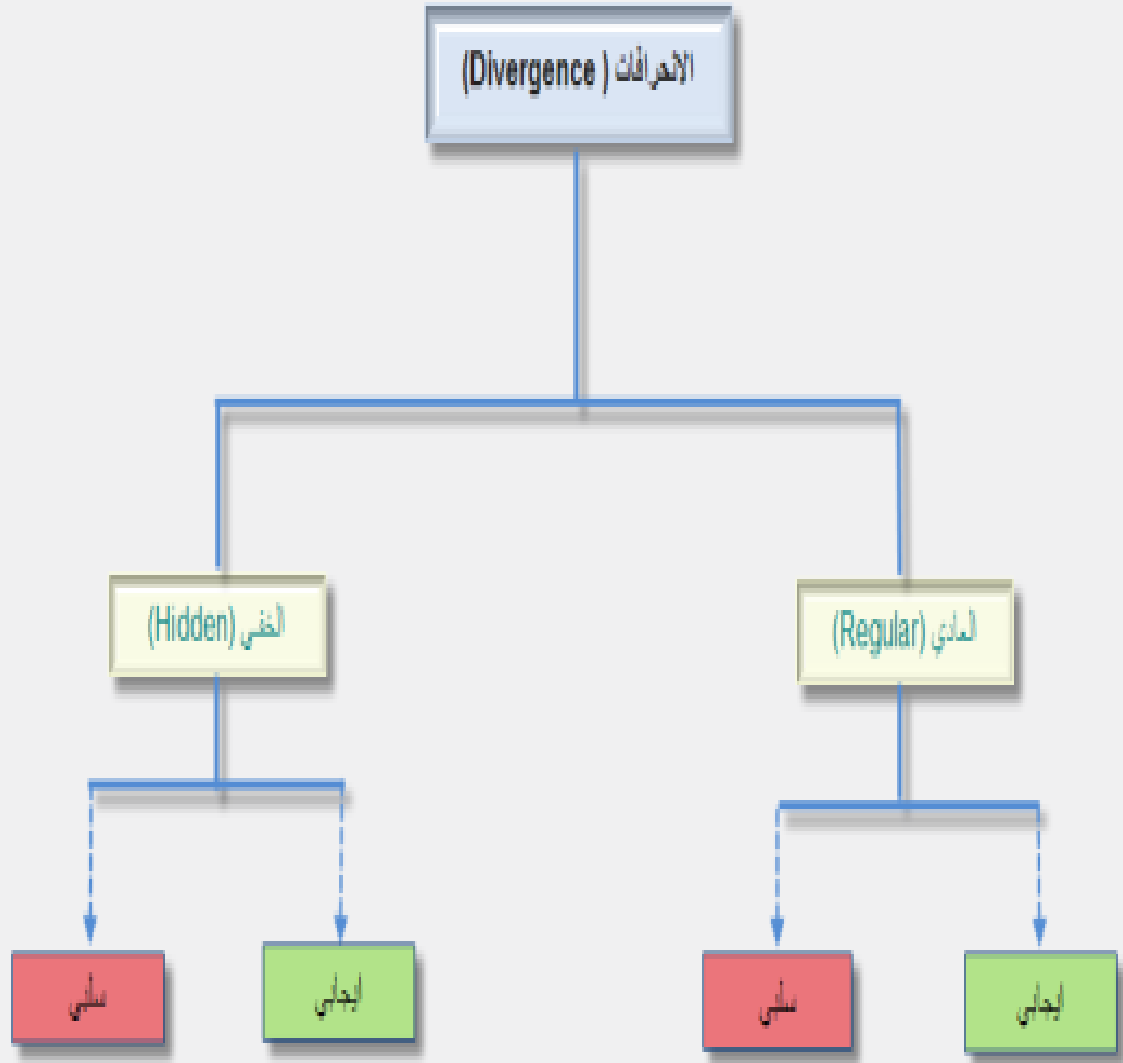 الانحرافات (Divergence )
العادي (Regular)
الخفي (Hidden)
ايجابي
سلبي
ايجابي
سلبي